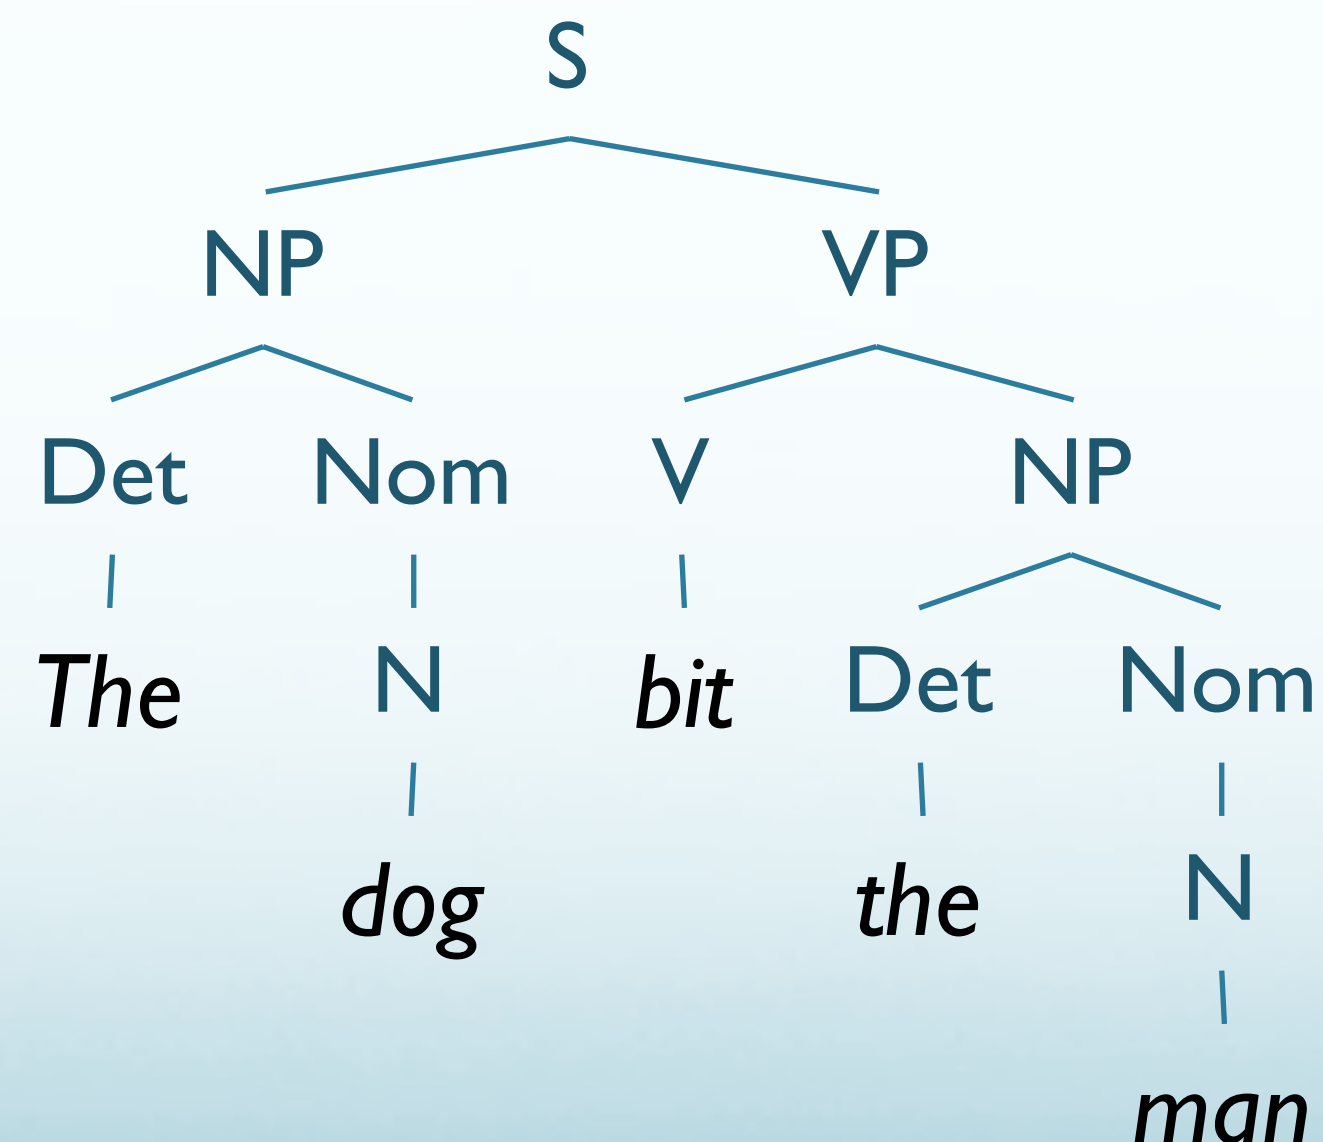 S
NP VP
Det Nom V NP
The N bit Det Nom
dog the N
man